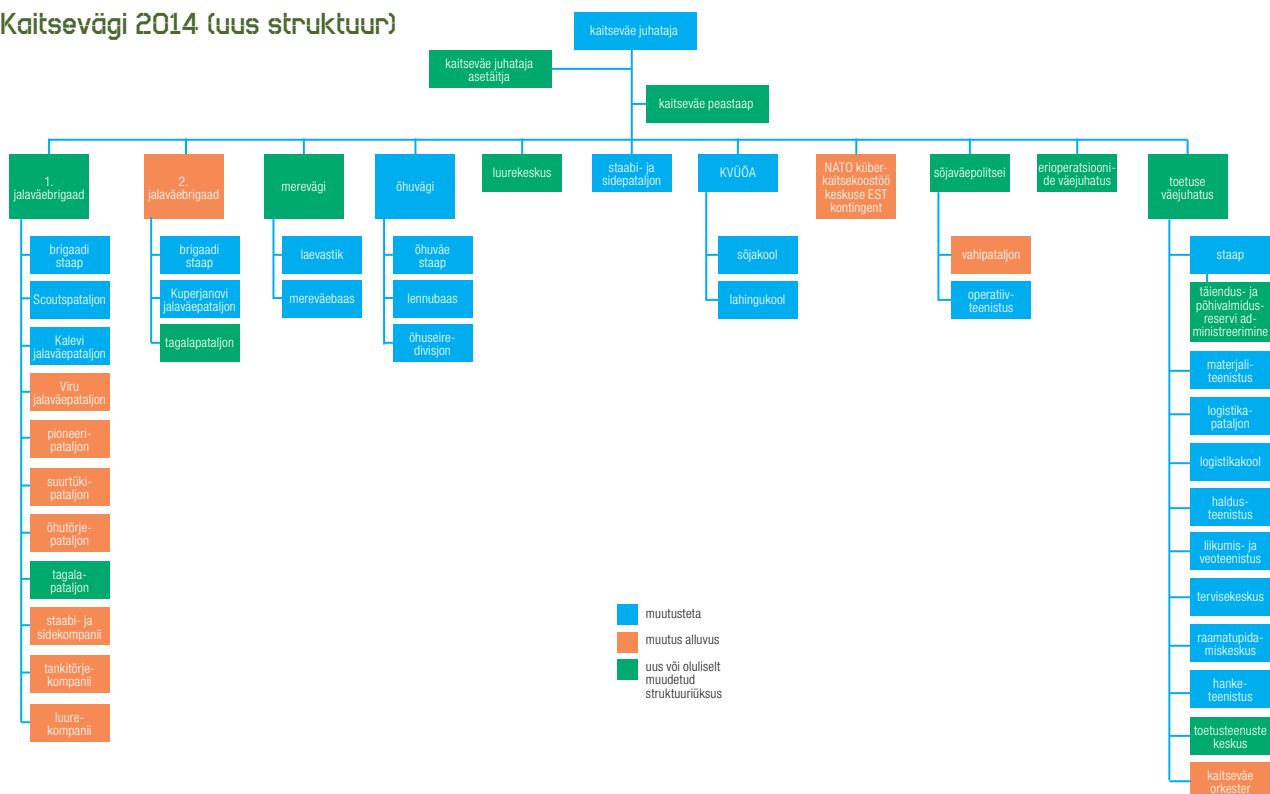 Kaitsevägi 2014 (uus struktuur)
kaitseväe juhataja
kaitseväe juhataja
asetäitja
kaitseväe peastaap
1.
jalaväebrigaad
2.
jalaväebrigaad
merevägi
õhuvägi
luurekeskus
staabi- ja
sidepataljon
KVÜÕA
NATO küber-
kaitsekoostöö
keskuse EST
kontingent
sõjaväepolitsei
erioperatsiooni-
de väejuhatus
toetuse
väejuhatus
brigaadi
staap
Scoutspataljon
Kalevi
jalaväepataljon
Viru
jalaväepataljon
pioneeri-
pataljon
suurtüki-
pataljon
õhutõrje-
pataljon
tagala-
pataljon
staabi- ja
sidekompanii
tankitõrje-
kompanii
luure-
kompanii
brigaadi
staap
Kuperjanovi
jalaväepataljon
tagalapataljon
laevastik
mereväebaas
õhuväe
staap
lennubaas
õhuseire-
divisjon
sõjakool
lahingukool
vahipataljon
operatiiv-
teenistus
staap
täiendus- ja
põhivalmidus-
reservi ad-
ministreerimine
materjali-
teenistus
logistika-
pataljon
logistikakool
haldus-
teenistus
liikumis- ja
veoteenistus
tervisekeskus
raamatupida-
miskeskus
hanke-
teenistus
toetusteenuste
keskus
kaitseväe
orkester
muutusteta
muutus alluvus
uus või oluliselt
muudetud
struktuuriüksus